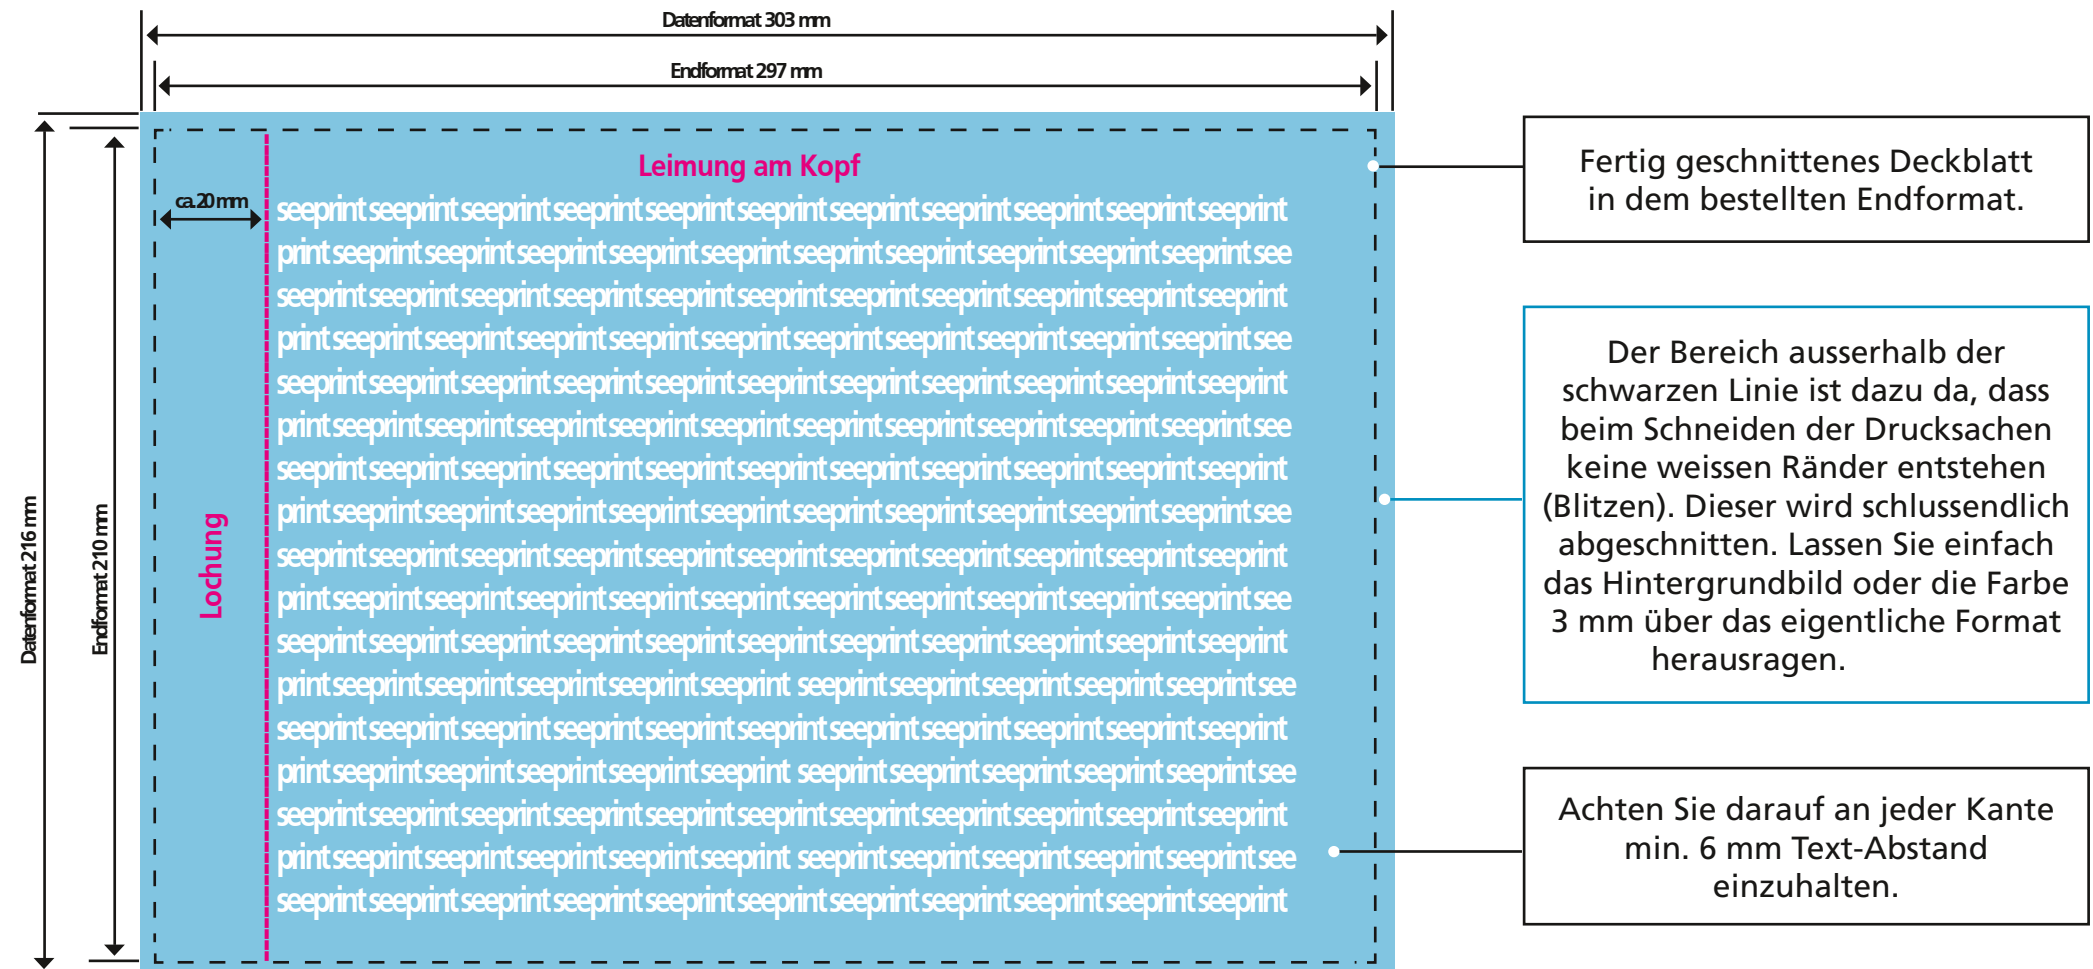 Datenformat 303 mm
Endformat 297 mm
Datenformat 216 mm
Endformat 210 mm
ca. 20 mm
Lochung
Leimung am Kopf
seeprint seeprint seeprint seeprint seeprint seeprint seeprint seeprint seeprint seeprint seeprint
print seeprint seeprint seeprint seeprint seeprint seeprint seeprint seeprint seeprint seeprint see
seeprint seeprint seeprint seeprint seeprint seeprint seeprint seeprint seeprint seeprint seeprint
print seeprint seeprint seeprint seeprint seeprint seeprint seeprint seeprint seeprint seeprint see
seeprint seeprint seeprint seeprint seeprint seeprint seeprint seeprint seeprint seeprint seeprint
print seeprint seeprint seeprint seeprint seeprint seeprint seeprint seeprint seeprint seeprint see
seeprint seeprint seeprint seeprint seeprint seeprint seeprint seeprint seeprint seeprint seeprint
print seeprint seeprint seeprint seeprint seeprint seeprint seeprint seeprint seeprint seeprint see
seeprint seeprint seeprint seeprint seeprint seeprint seeprint seeprint seeprint seeprint seeprint
print seeprint seeprint seeprint seeprint seeprint seeprint seeprint seeprint seeprint seeprint see
seeprint seeprint seeprint seeprint seeprint seeprint seeprint seeprint seeprint seeprint seeprint
print seeprint seeprint seeprint seeprint seeprint seeprint seeprint seeprint seeprint seeprint see
seeprint seeprint seeprint seeprint seeprint seeprint seeprint seeprint seeprint seeprint seeprint
print seeprint seeprint seeprint seeprint seeprint seeprint seeprint seeprint seeprint seeprint see
seeprint seeprint seeprint seeprint seeprint seeprint seeprint seeprint seeprint seeprint seeprint
print seeprint seeprint seeprint seeprint seeprint seeprint seeprint seeprint seeprint seeprint see
seeprint seeprint seeprint seeprint seeprint seeprint seeprint seeprint seeprint seeprint seeprint
Fertig geschnittenes Deckblatt
in dem bestellten Endformat.
Der Bereich ausserhalb der
schwarzen Linie ist dazu da, dass
beim Schneiden der Drucksachen
keine weissen Ränder entstehen
(Blitzen). Dieser wird schlussendlich
abgeschnitten. Lassen Sie einfach
das Hintergrundbild oder die Farbe
3 mm über das eigentliche Format
herausragen.
Achten Sie darauf an jeder Kante
min. 6 mm Text-Abstand
einzuhalten.